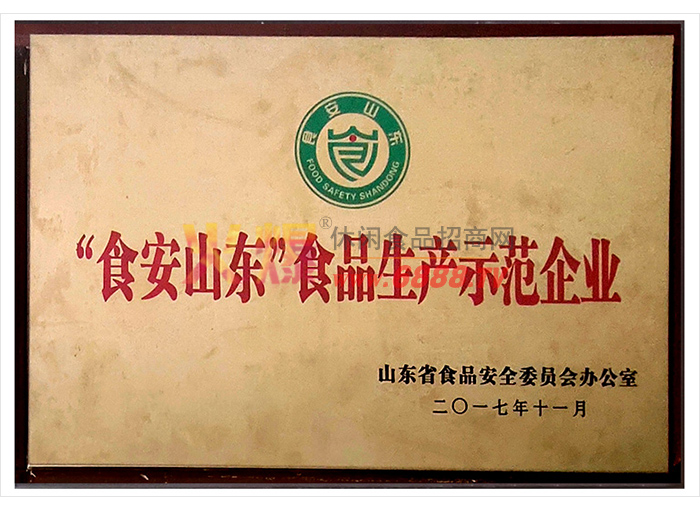 食安山东
FOOD SAFETY SHANDONG
®休闲食品招商网
“食安山东”食品生产示范企业
山东省食品安全委员会办公室
二〇一七年十一月